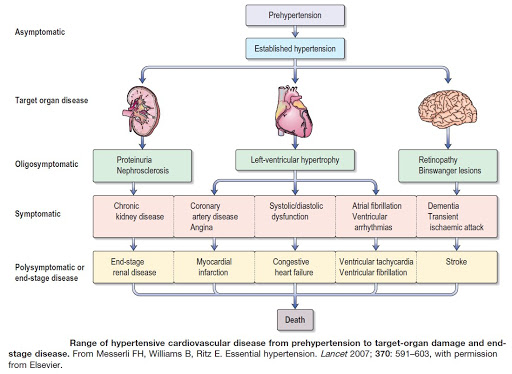 Asymptomatic
Prehypertension
Established hypertension
Target organ disease
Oligosymptomatic
Proteinuria
Nephrosclerosis
Left-ventricular hypertrophy
Retinopathy
Binswanger lesions
Symptomatic
Chronic
kidney disease
Coronary
artery disease
Angina
Systolic/diastolic
dysfunction
Atrial fibrillation
Ventricular
arrhythmias
Dementia
Transient
ischaemic attack
Polysymptomatic or
end-stage disease
End-stage
renal disease
Myocardial
infarction
Congestive
heart failure
Ventricular tachycardia
Ventricular fibrillation
Stroke
Death
Range of hypertensive cardiovascular disease from prehypertension to target-organ damage and end-
stage disease. From Messerli FH, Williams B, Ritz E. Essential hypertension. Lancet 2007; 370: 591–603, with permission
from Elsevier.